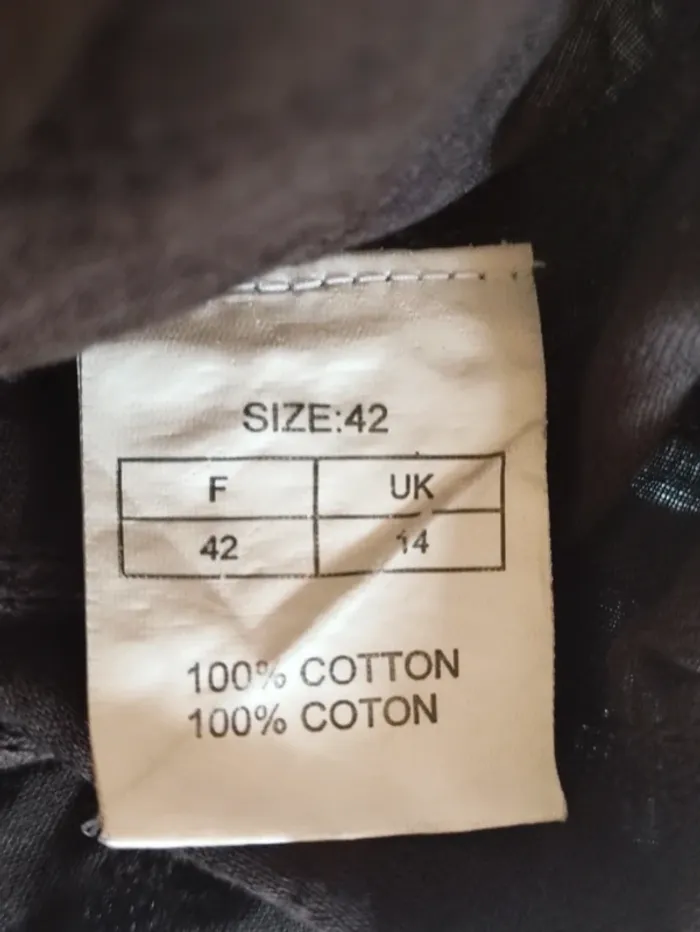 SIZE:42
F UK
42 14
100% COTTON
100% COTON